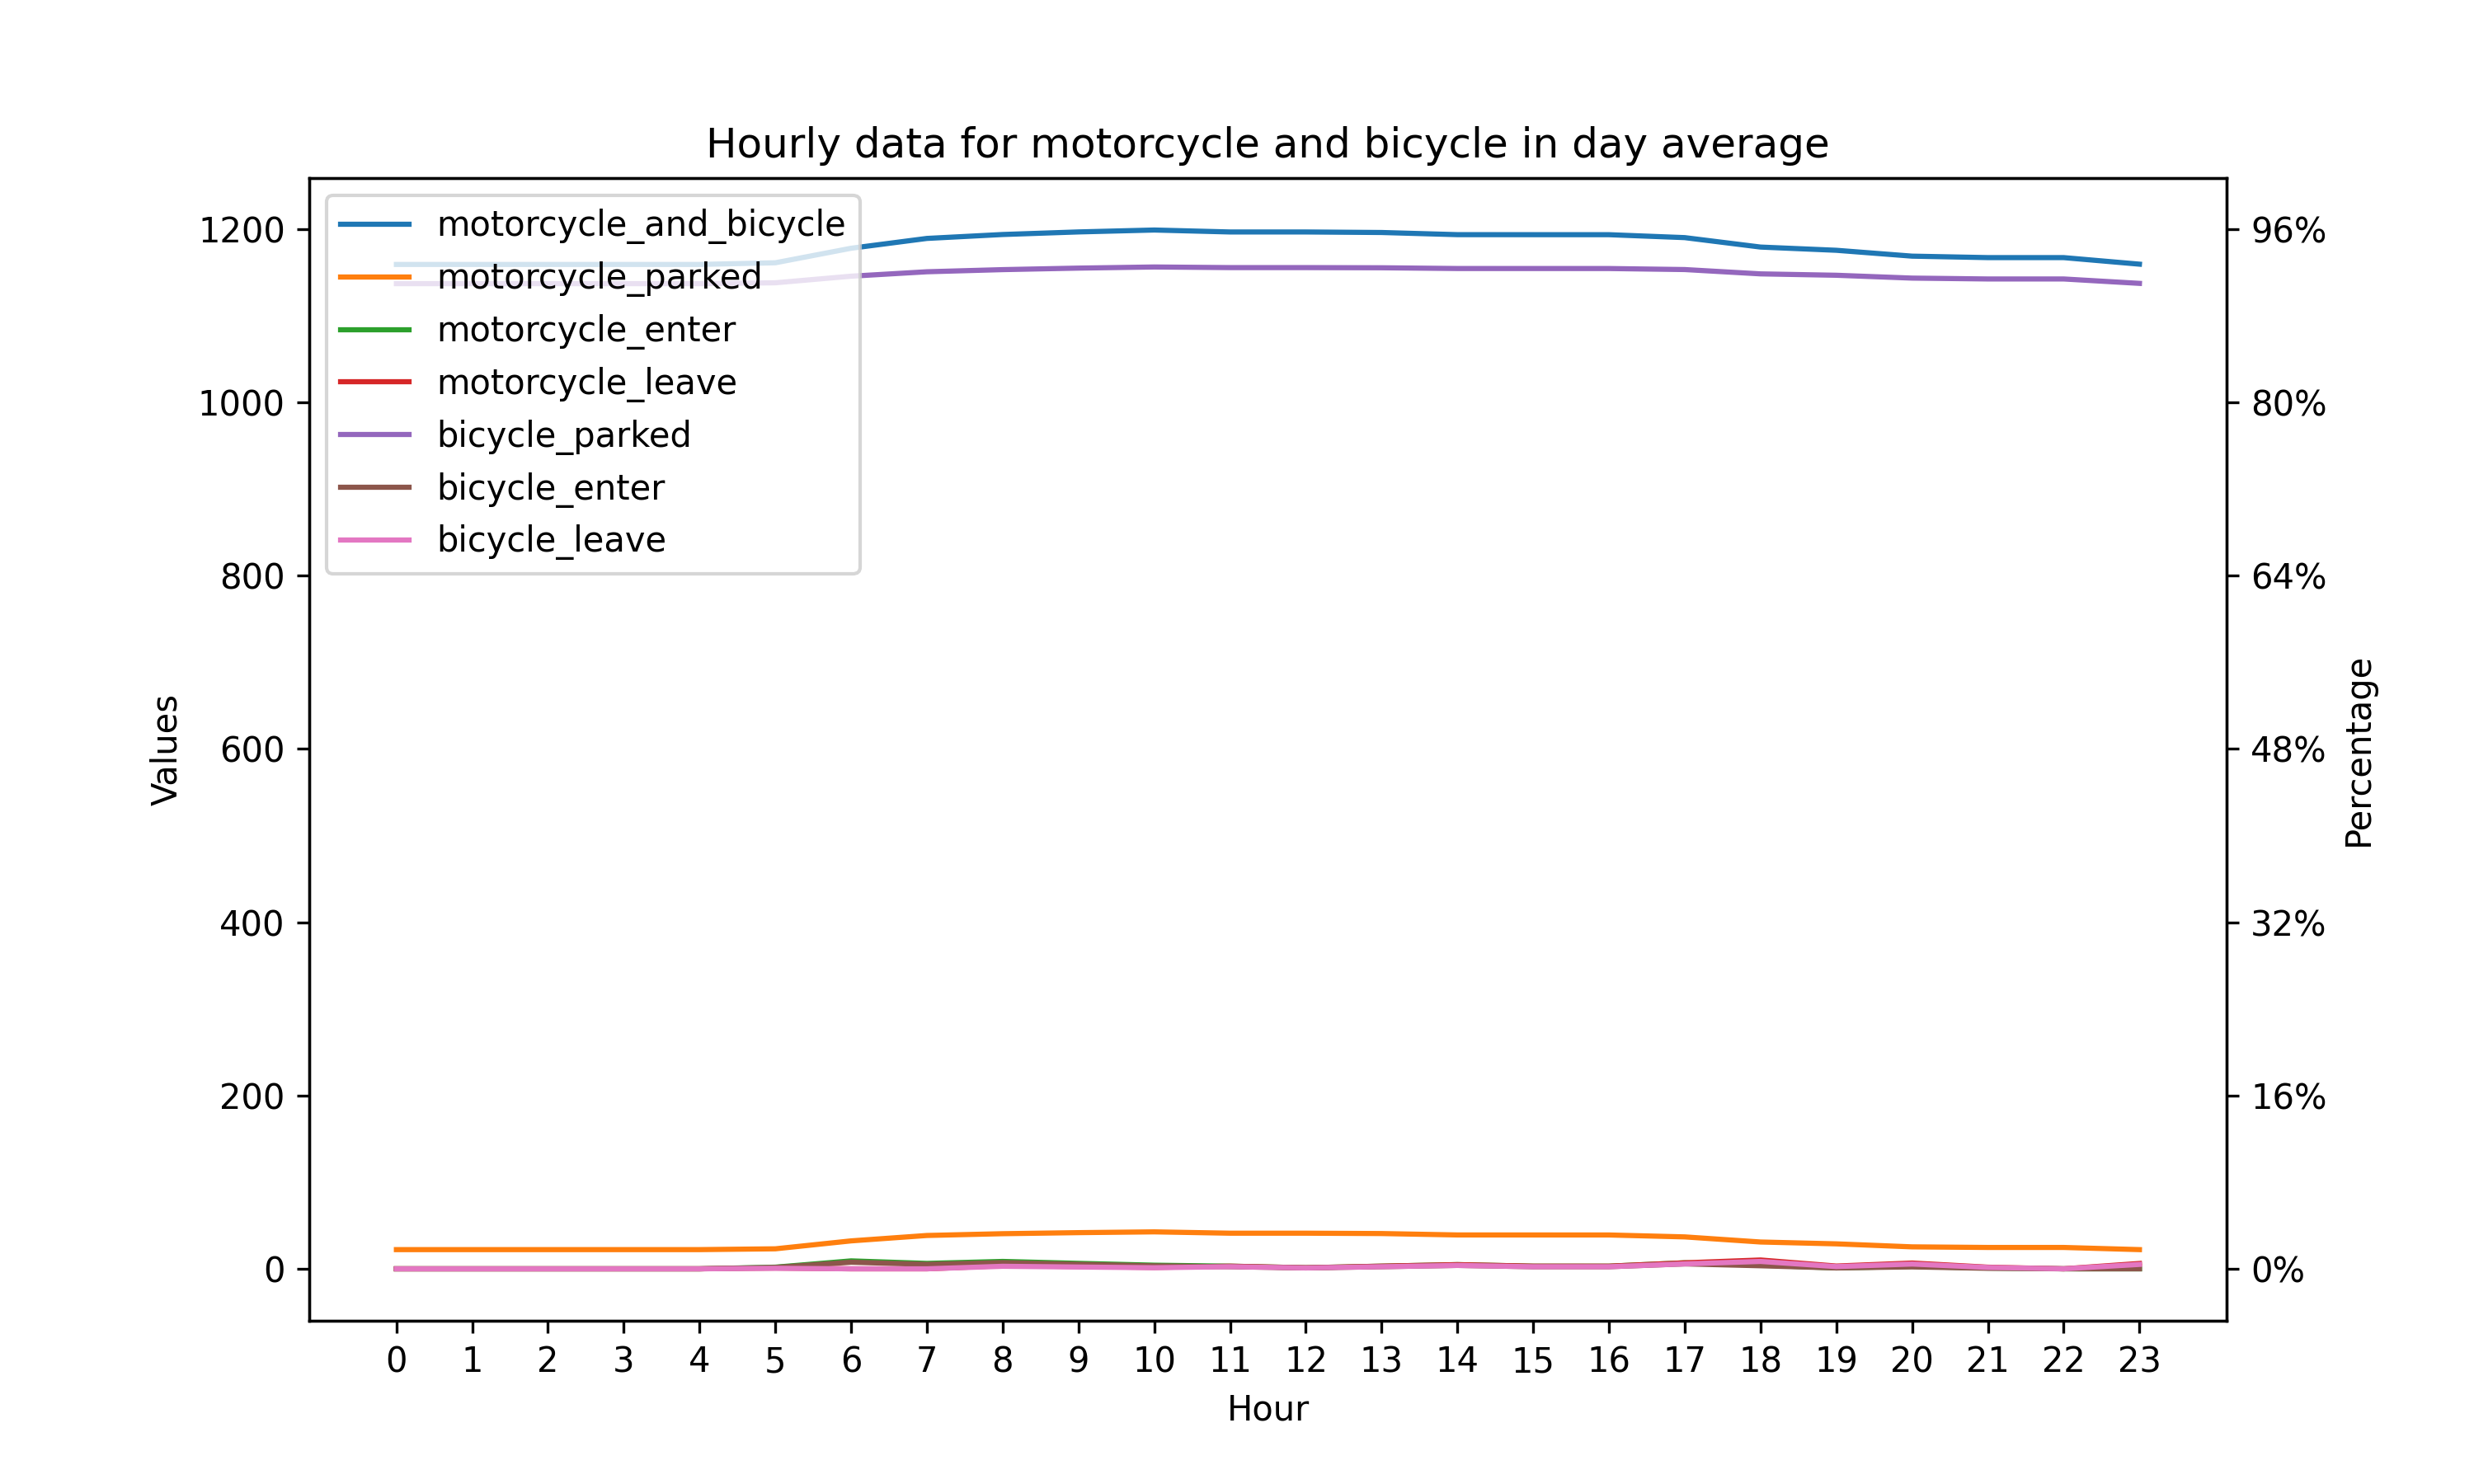 Hourly data for motorcycle and bicycle in day average
motorcycle_and_bicycle
motorcycle_parked
motorcycle_enter
motorcycle_leave
bicycle_parked
bicycle_enter
bicycle_leave
1200
1000
800
600
400
200
0
Values
96%
80%
64%
48%
32%
16%
0%
Percentage
0 1 2 3 4 5 6 7 8 9 10 11 12 13 14 15 16 17 18 19 20 21 22 23
Hour